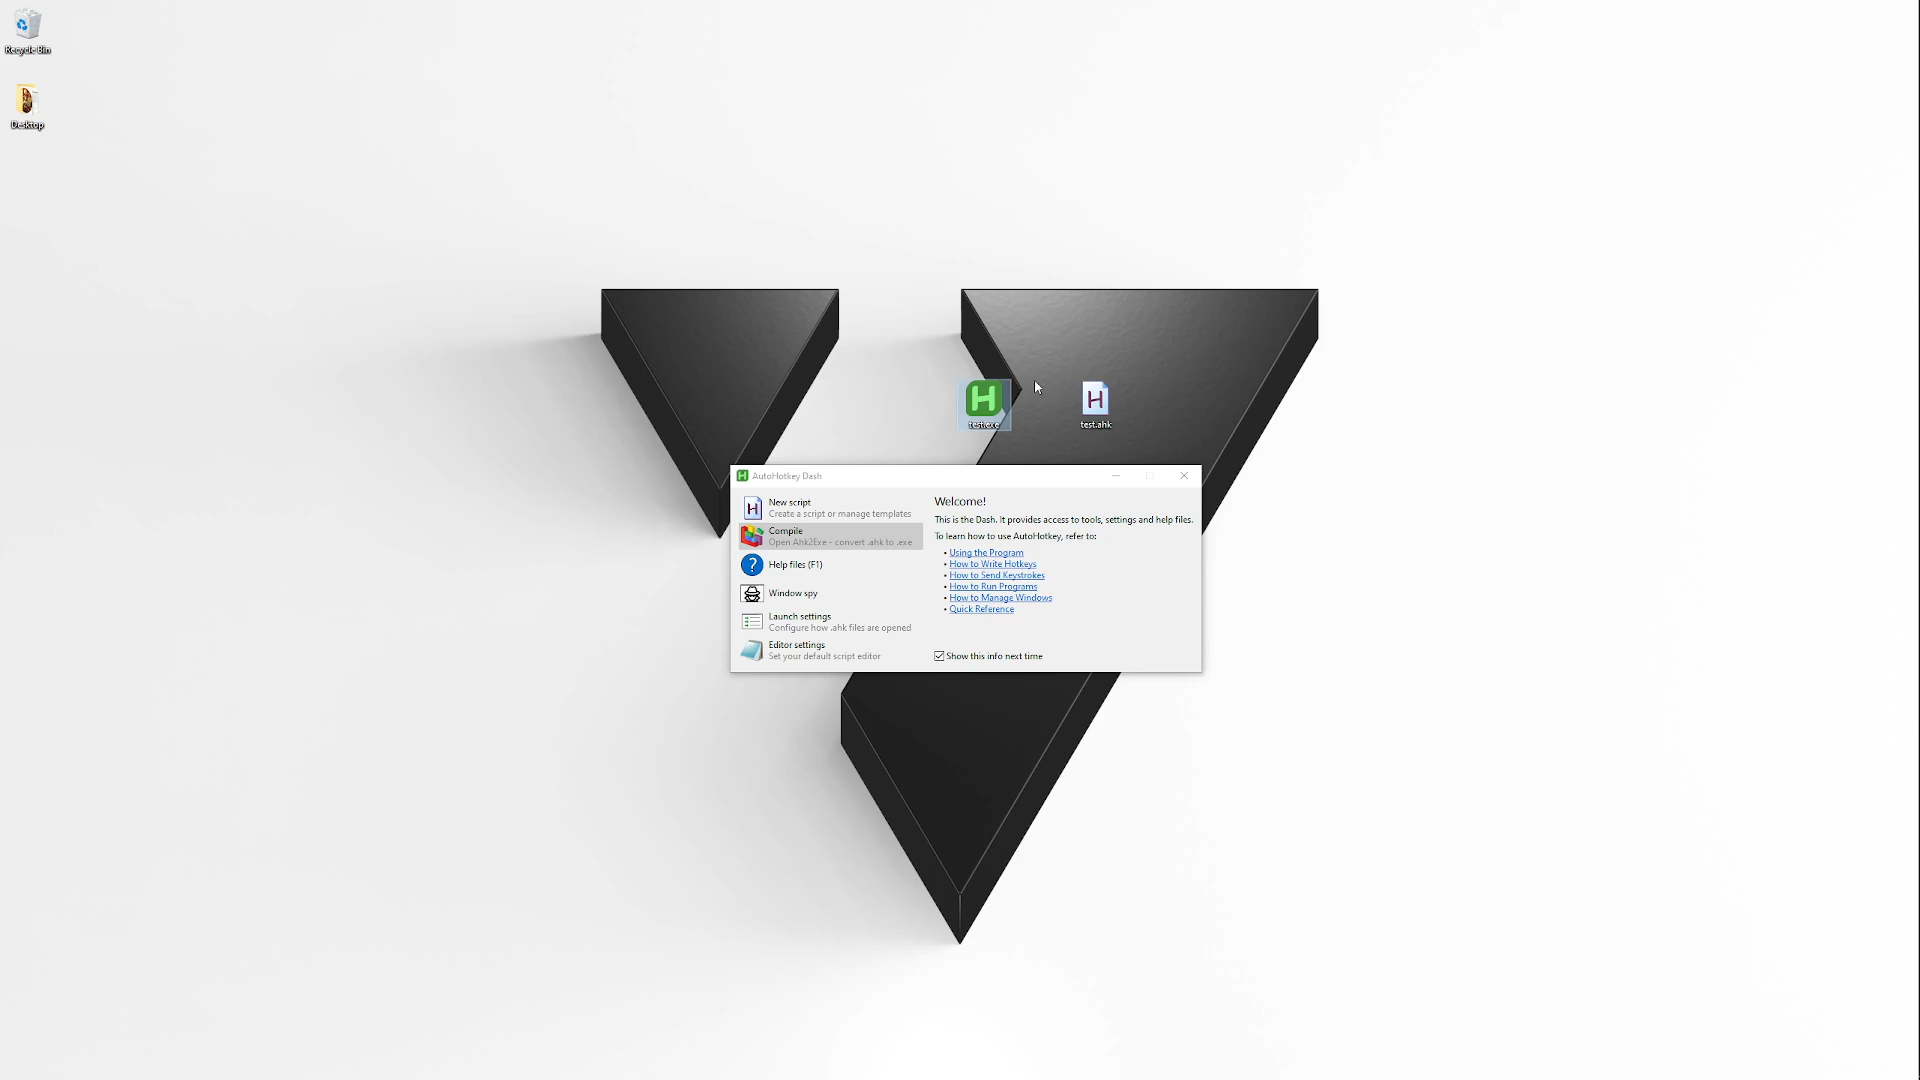 Recycle Bin
Desktop
test.exe
test.ahk
AutoHotkey Dash
New script
Create a script or manage templates
Compile
Open Ahk2Exe - convert .ahk to .exe
Help files (F1)
Window spy
Launch settings
Configure how .ahk files are opened
Editor settings
Set your default script editor
Welcome!
This is the Dash. It provides access to tools, settings and help files.
To learn how to use AutoHotkey, refer to:
• Using the Program
• How to Write Hotkeys
• How to Send Keystrokes
• How to Run Programs
• How to Manage Windows
• Quick Reference
Show this info next time